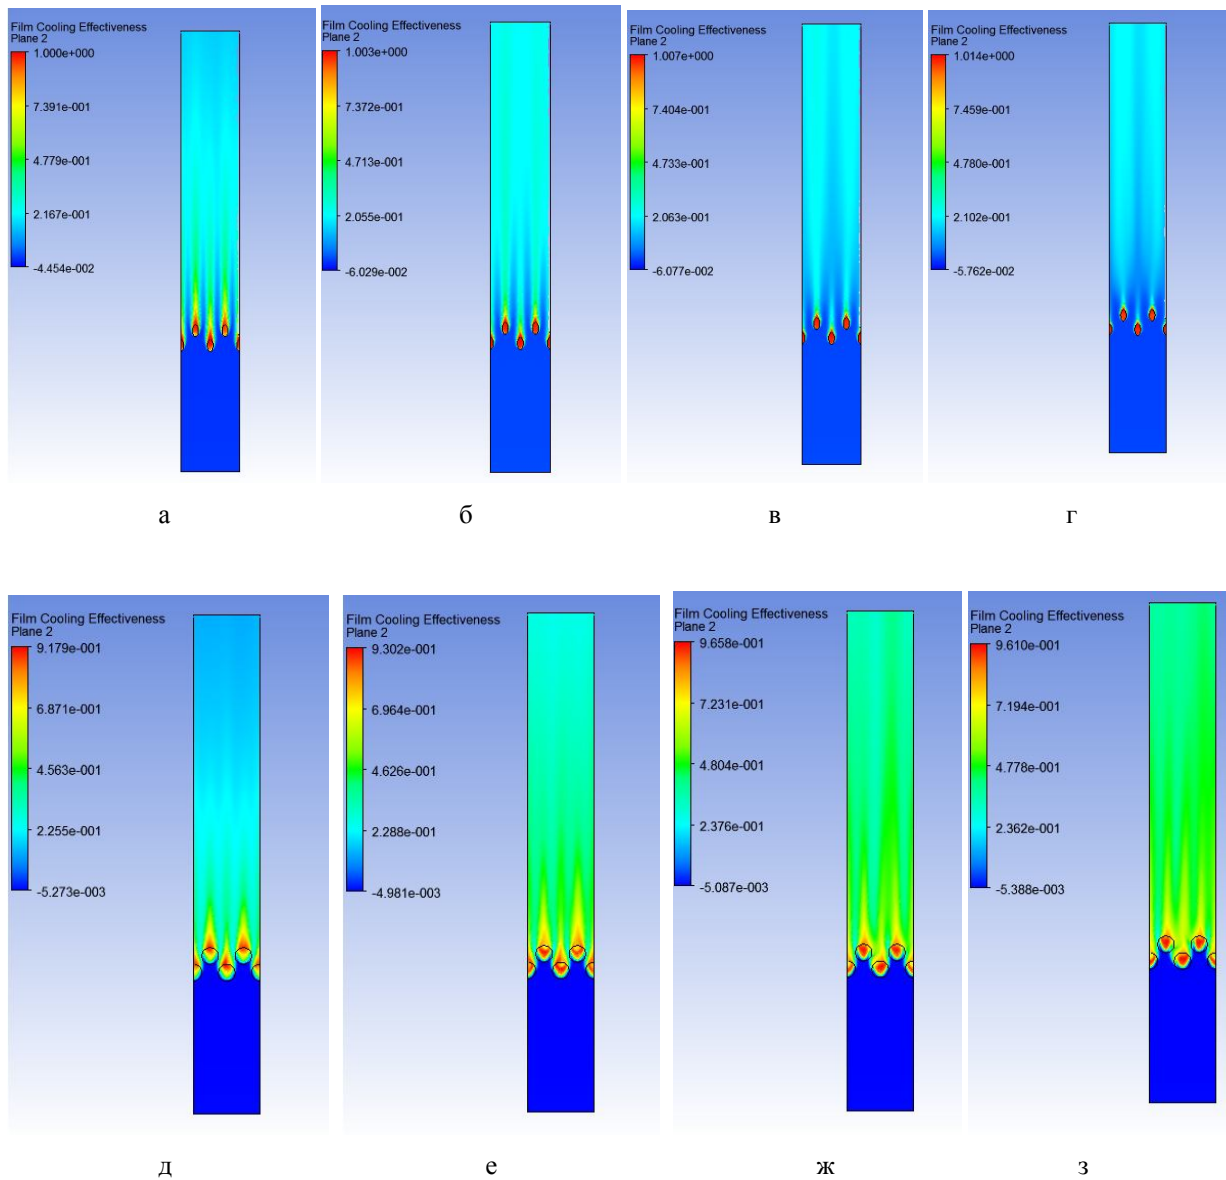 Film Cooling Effectiveness
Plane 2
1.000e+000
7.391e-001
4.779e-001
2.167e-001
-4.454e-002
Film Cooling Effectiveness
Plane 2
1.003e+000
7.372e-001
4.713e-001
2.055e-001
-6.029e-002
Film Cooling Effectiveness
Plane 2
1.007e+000
7.404e-001
4.733e-001
2.063e-001
-6.077e-002
Film Cooling Effectiveness
Plane 2
1.014e+000
7.459e-001
4.780e-001
2.102e-001
-5.762e-002
а
б
в
г
Film Cooling Effectiveness
Plane 2
9.179e-001
6.871e-001
4.563e-001
2.255e-001
-5.273e-003
Film Cooling Effectiveness
Plane 2
9.302e-001
6.964e-001
4.626e-001
2.288e-001
-4.981e-003
Film Cooling Effectiveness
Plane 2
9.658e-001
7.231e-001
4.804e-001
2.376e-001
-5.087e-003
Film Cooling Effectiveness
Plane 2
9.610e-001
7.194e-001
4.778e-001
2.362e-001
-5.388e-003
д
е
ж
з